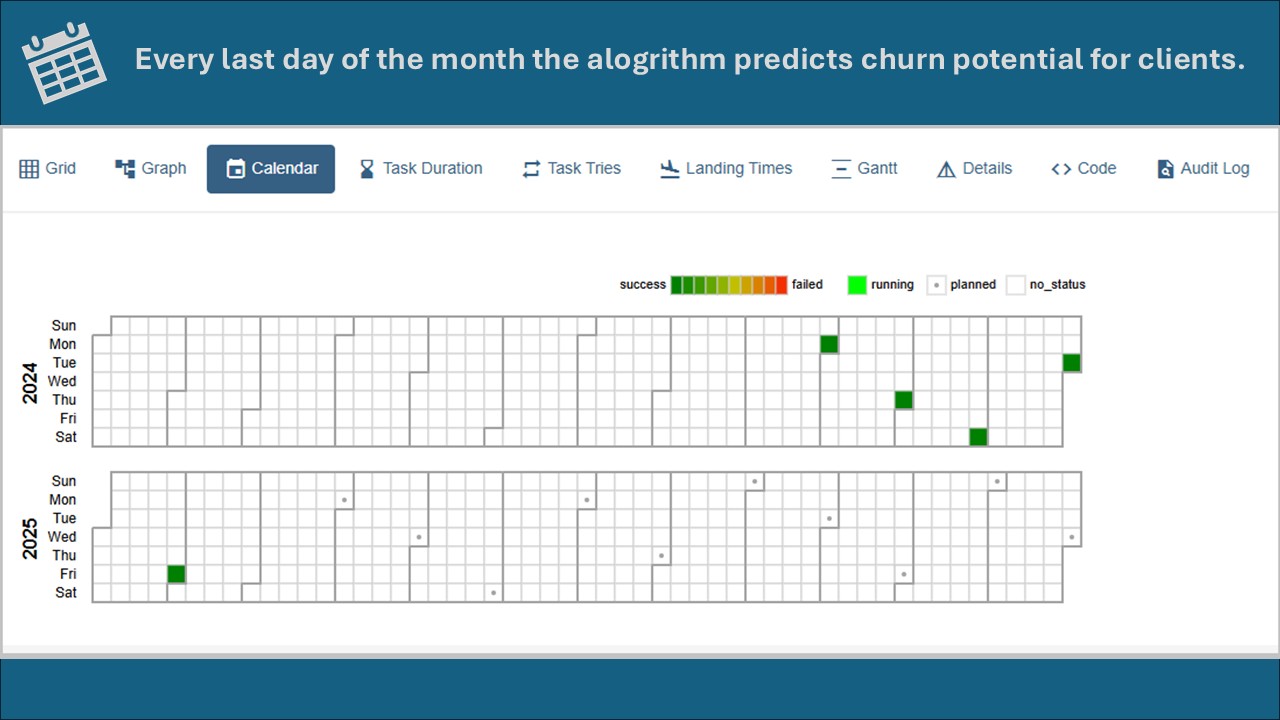 Every last day of the month the alogrithm predicts churn potential for clients.
Grid Graph Calendar Task Duration Task Tries Landing Times Gantt Details Code Audit Log
success failed running planned no_status
2024
Sun
Mon
Tue
Wed
Thu
Fri
Sat
2025
Sun
Mon
Tue
Wed
Thu
Fri
Sat